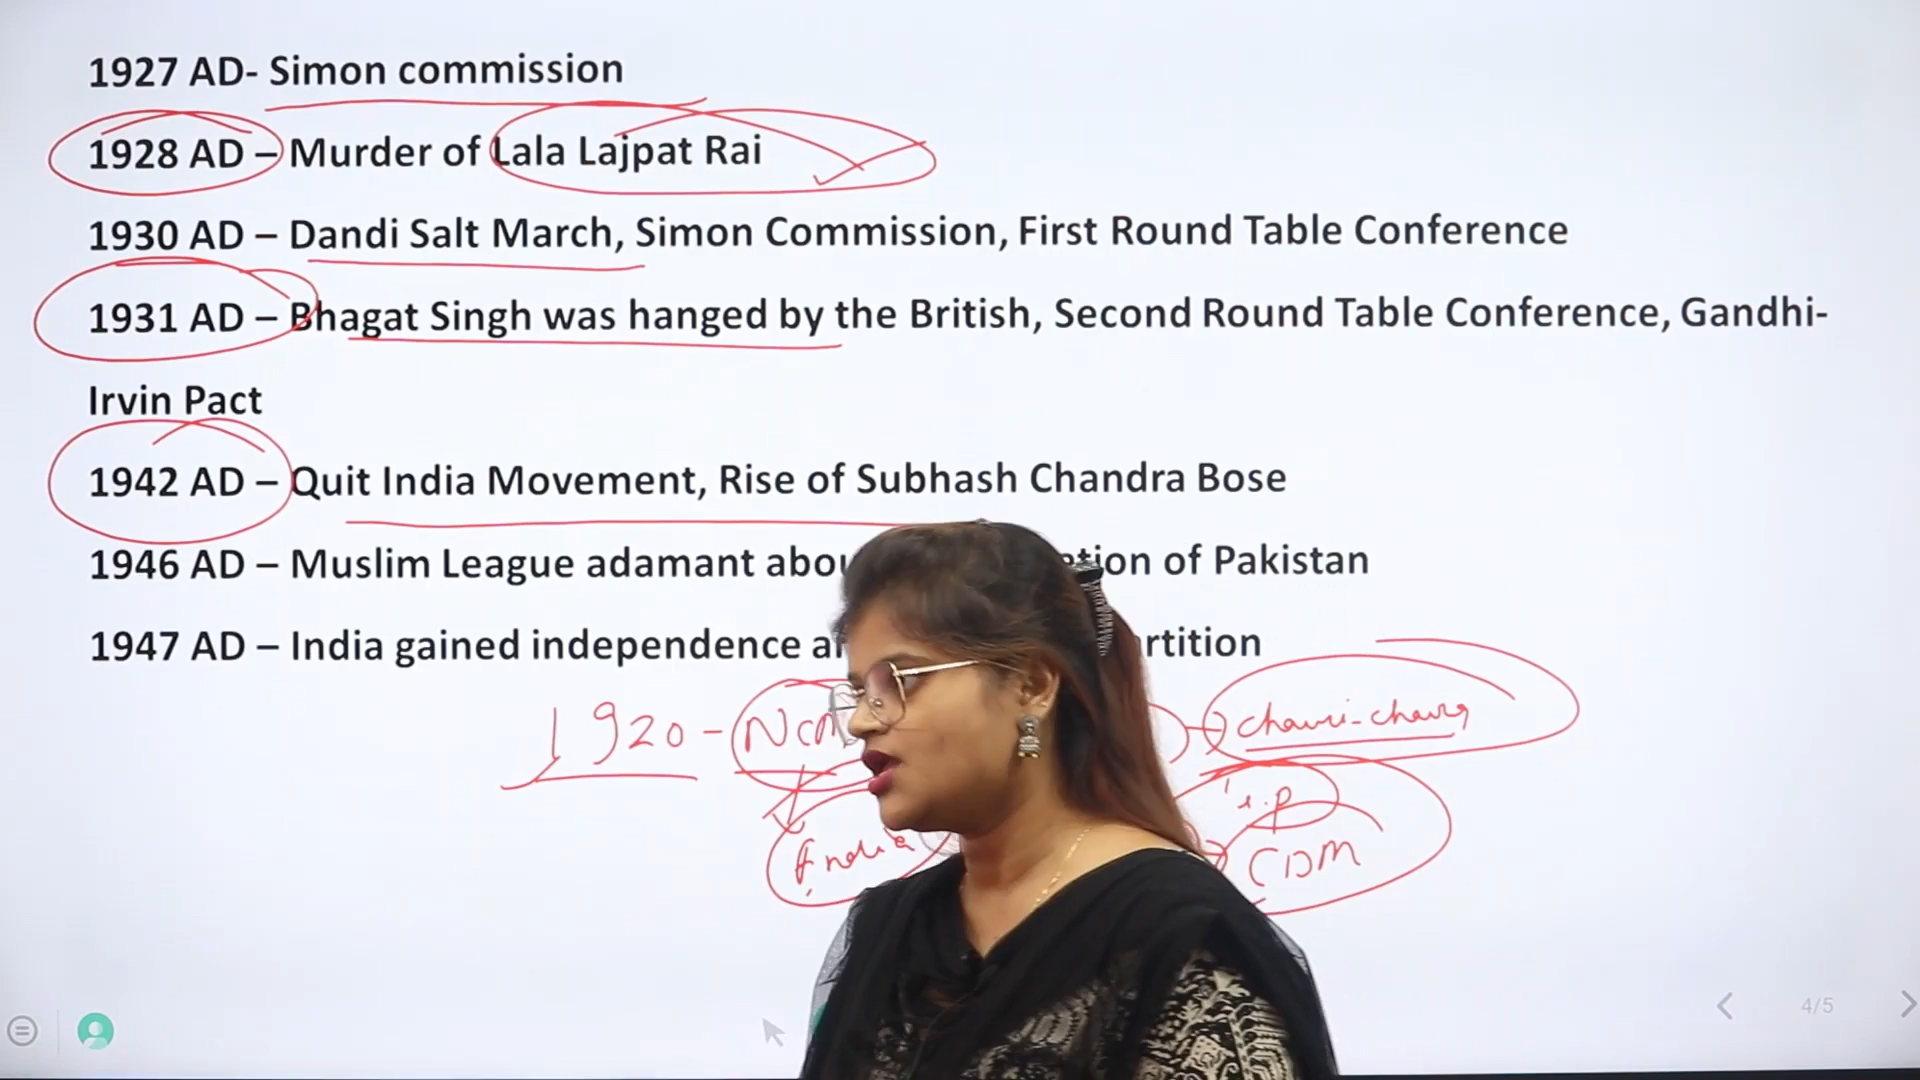 1927 AD- Simon commission
1928 AD – Murder of Lala Lajpat Rai
1930 AD – Dandi Salt March, Simon Commission, First Round Table Conference
1931 AD – Bhagat Singh was hanged by the British, Second Round Table Conference, Gandhi-
Irvin Pact
1942 AD – Quit India Movement, Rise of Subhash Chandra Bose
1946 AD – Muslim League adamant abou tion of Pakistan
1947 AD – India gained independence a rtition
1920 - NCM
chauri-chaura
CDM
4/5